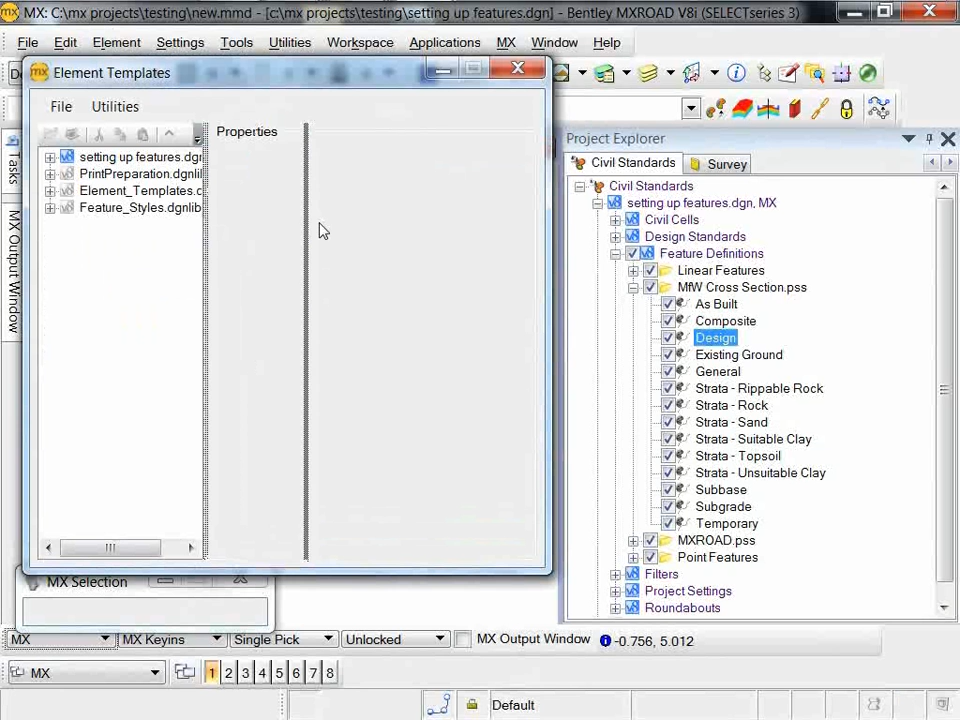 MX: C:\mx projects\testing\new.mmd - [c:\mx projects\testing\setting up features.dgn] - Bentley MXROAD V8i (SELECTseries 3)
File Edit Element Settings Tools Utilities Workspace Applications MX Window Help
Element Templates
File Utilities
Properties
setting up features.dgn
PrintPreparation.dgnlib
Element_Templates.d
Feature_Styles.dgnlib
Tasks
MX Output Window
Project Explorer
Civil Standards Survey
Civil Standards
setting up features.dgn, MX
Civil Cells
Design Standards
Feature Definitions
Linear Features
MfW Cross Section.pss
As Built
Composite
Design
Existing Ground
General
Strata - Rippable Rock
Strata - Rock
Strata - Sand
Strata - Suitable Clay
Strata - Topsoil
Strata - Unsuitable Clay
Subbase
Subgrade
Temporary
MXROAD.pss
Point Features
Filters
Project Settings
Roundabouts
MX Selection
MX MX Keyins Single Pick Unlocked MX Output Window -0.756, 5.012
MX 1 2 3 4 5 6 7 8
Default